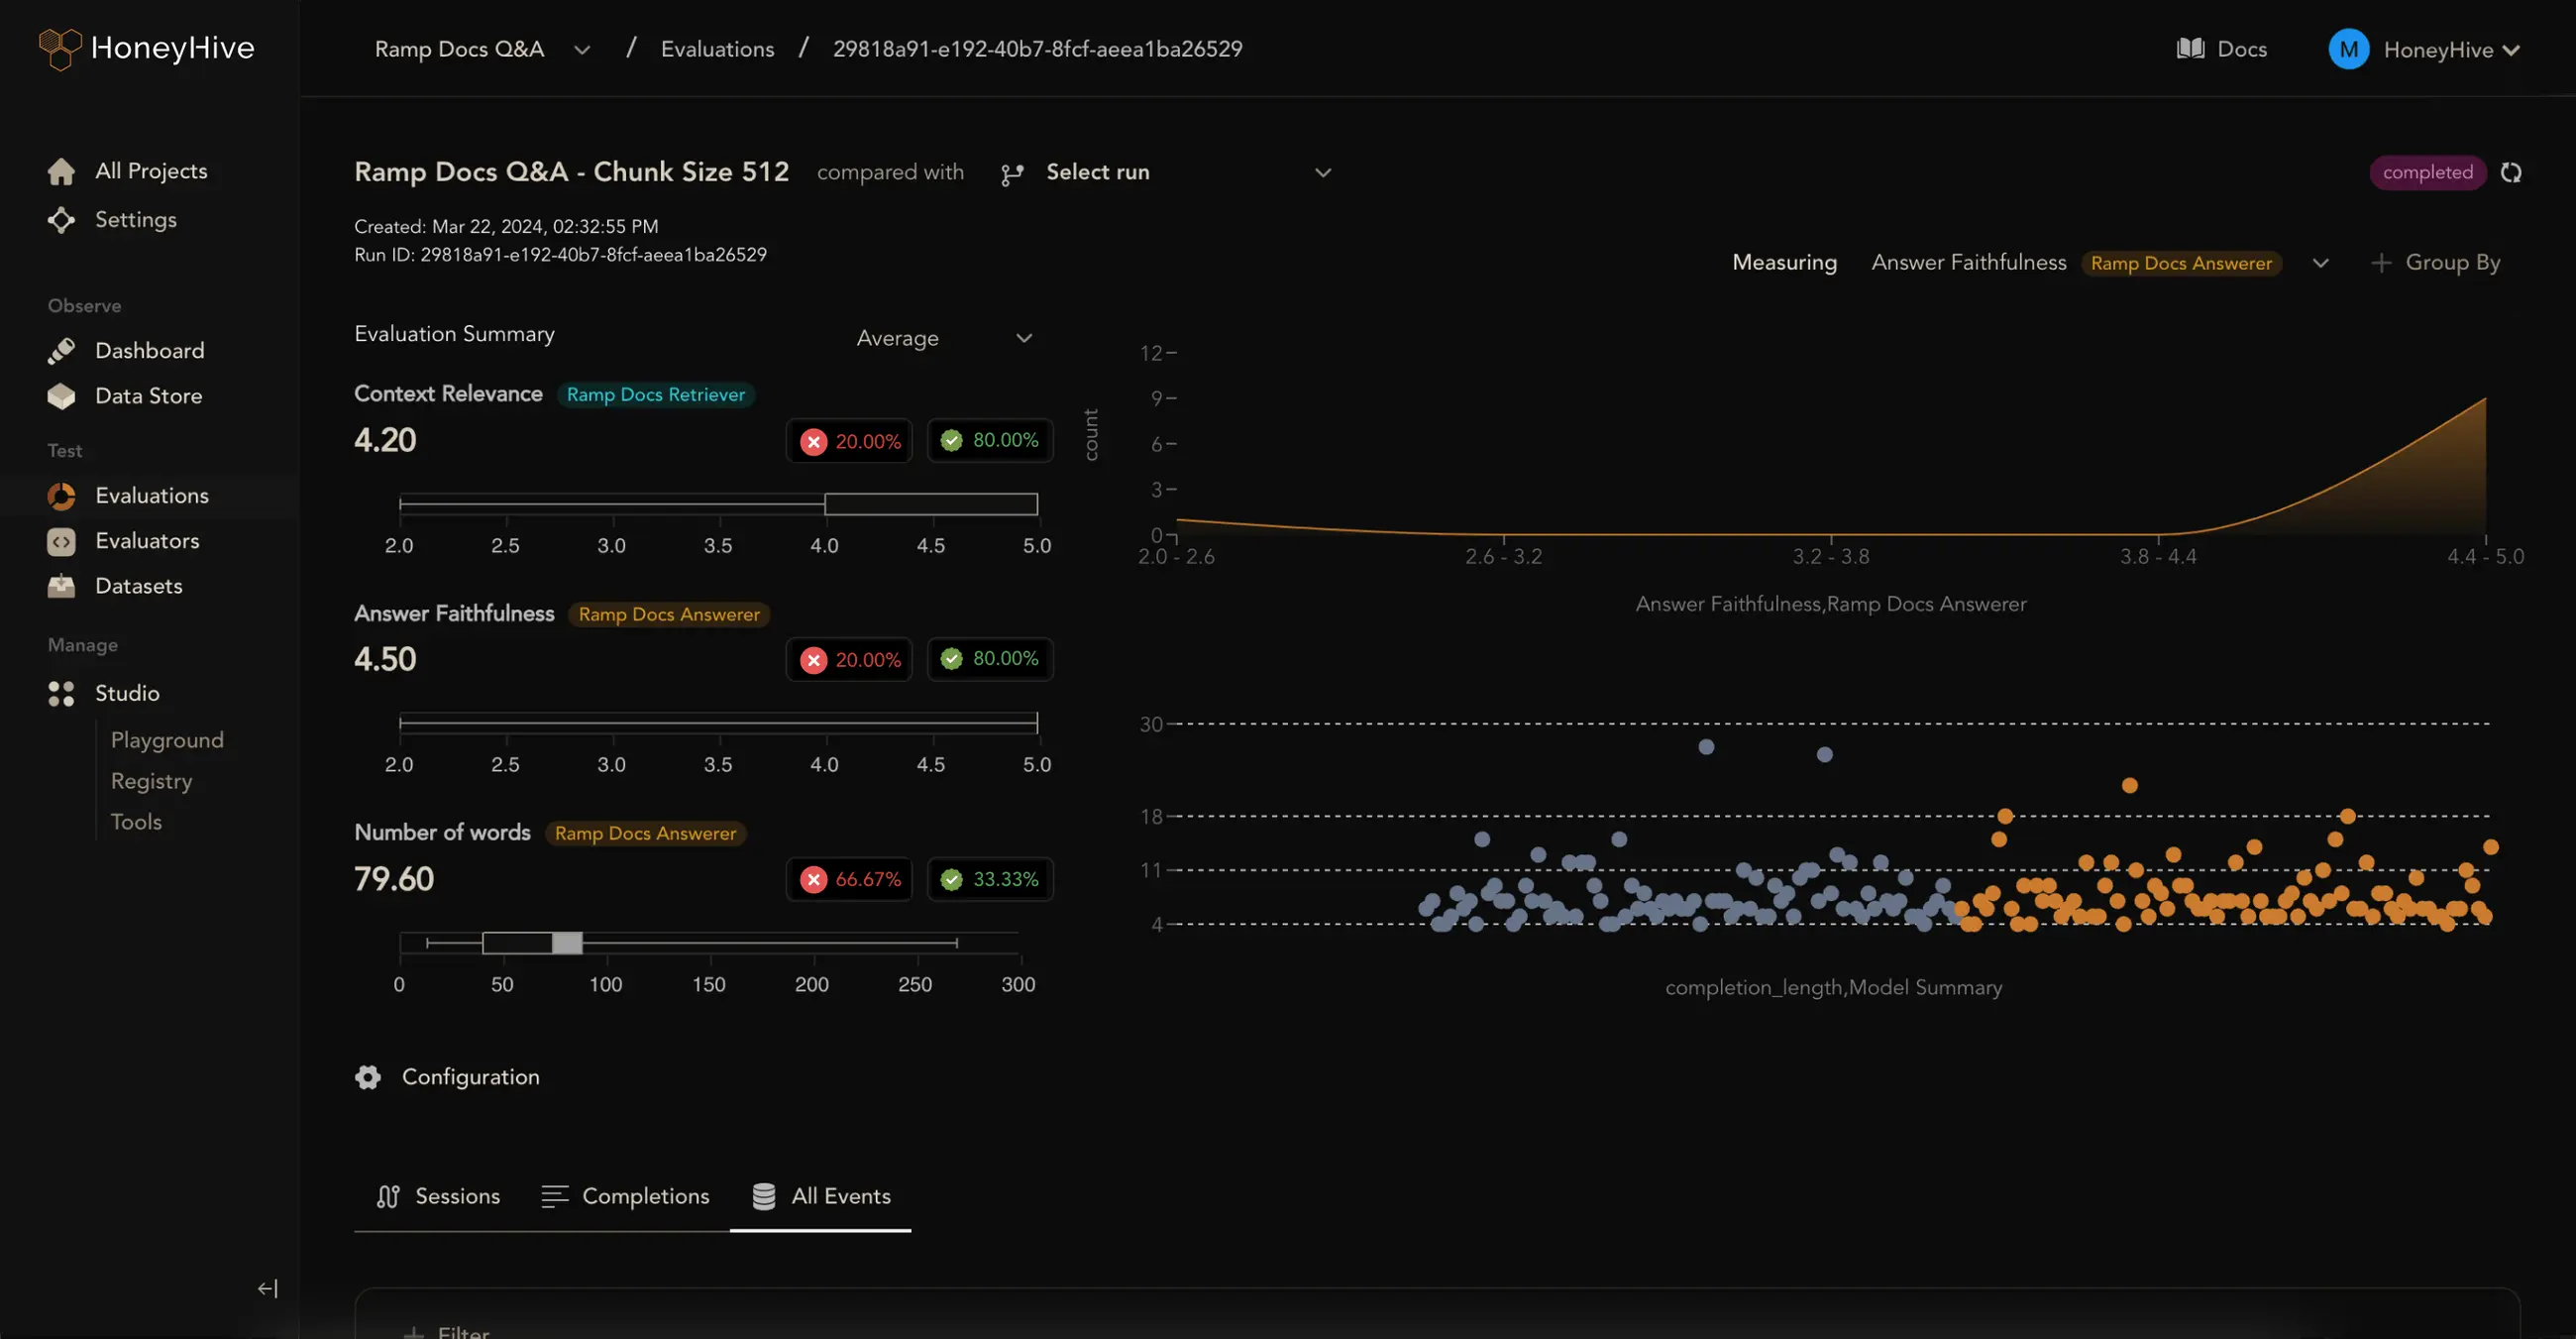 HoneyHive
Ramp Docs Q&A / Evaluations / 29818a91-e192-40b7-8fcf-aeea1ba26529
Docs
M HoneyHive
All Projects
Settings
Observe
Dashboard
Data Store
Test
Evaluations
Evaluators
Datasets
Manage
Studio
Playground
Registry
Tools
Ramp Docs Q&A - Chunk Size 512 compared with Select run
completed
Created: Mar 22, 2024, 02:32:55 PM
Run ID: 29818a91-e192-40b7-8fcf-aeea1ba26529
Measuring Answer Faithfulness Ramp Docs Answerer + Group By
Evaluation Summary Average
Context Relevance Ramp Docs Retriever
4.20 20.00% 80.00%
2.0 2.5 3.0 3.5 4.0 4.5 5.0
Answer Faithfulness Ramp Docs Answerer
4.50 20.00% 80.00%
2.0 2.5 3.0 3.5 4.0 4.5 5.0
Number of words Ramp Docs Answerer
79.60 66.67% 33.33%
0 50 100 150 200 250 300
count
12
9
6
3
0
2.0 - 2.6 2.6 - 3.2 3.2 - 3.8 3.8 - 4.4 4.4 - 5.0
Answer Faithfulness,Ramp Docs Answerer
30
18
11
4
completion_length,Model Summary
Configuration
Sessions Completions All Events
+ Filter